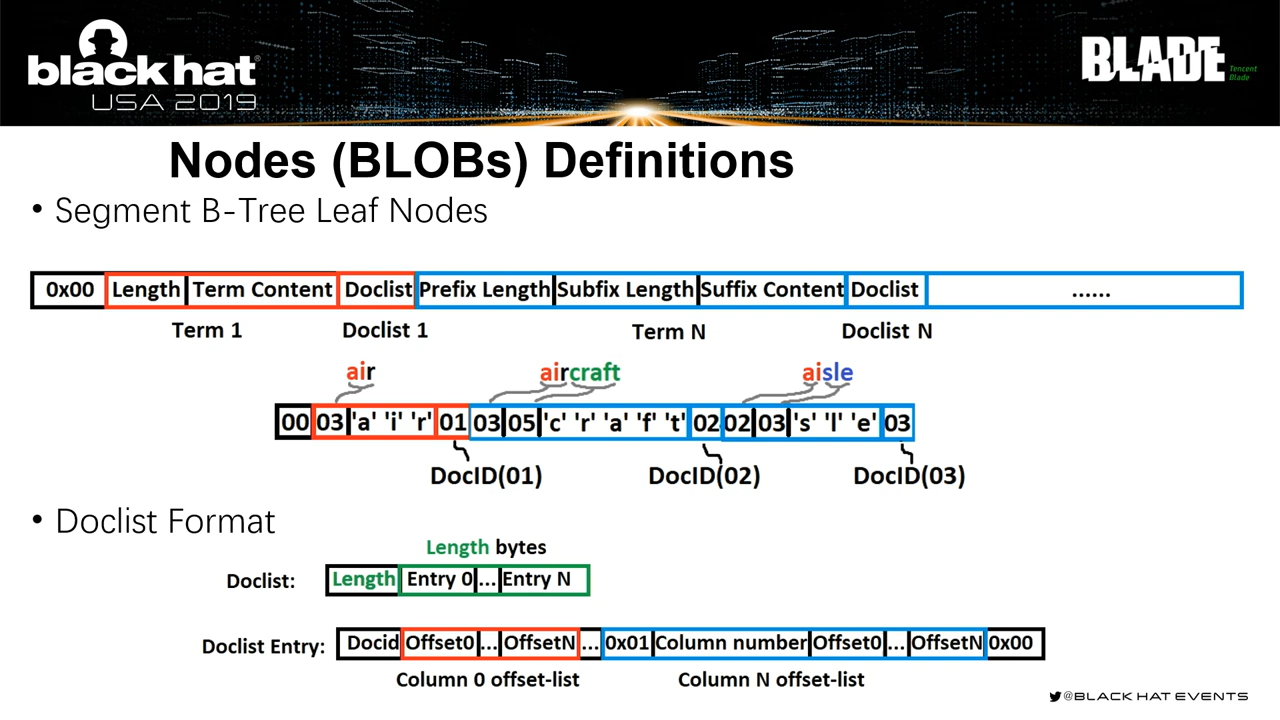 black hat®
USA 2019
BLADE
Tencent
Blade
Nodes (BLOBs) Definitions
• Segment B-Tree Leaf Nodes
0x00 Length Term Content Doclist Prefix Length Subfix Length Suffix Content Doclist ......
Term 1 Doclist 1 Term N Doclist N
air aircraft aisle
00 03 'a' 'i' 'r' 01 03 05 'c' 'r' 'a' 'f' 't' 02 02 03 's' 'l' 'e' 03
DocID(01) DocID(02) DocID(03)
• Doclist Format
Length bytes
Doclist: Length Entry 0 ... Entry N
Doclist Entry: Docid Offset0 ... OffsetN ... 0x01 Column number Offset0 ... OffsetN 0x00
Column 0 offset-list Column N offset-list
@BLACK HAT EVENTS